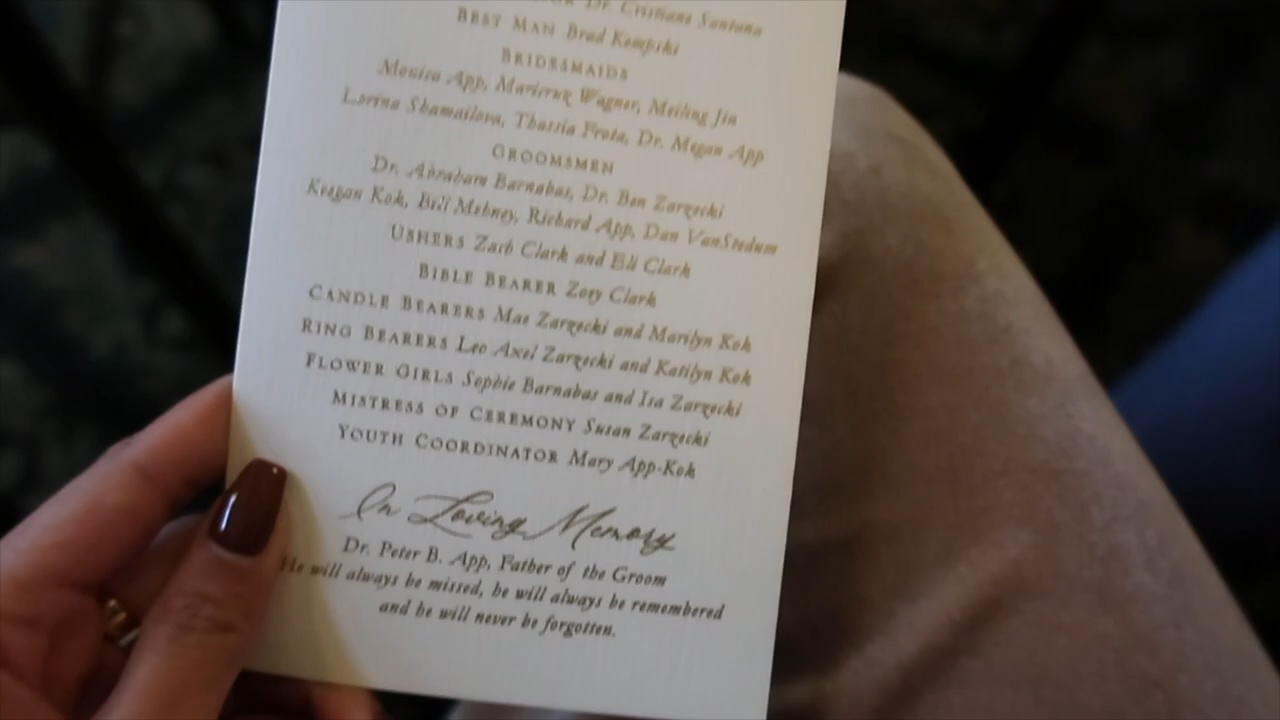 Dr. Cristiane Santana
BEST MAN Brad Kempski
BRIDESMAIDS
Monica App, Maricruz Wagner, Meiling Jin
Lorina Shamailova, Thassia Frota, Dr. Megan App
GROOMSMEN
Dr. Abraham Barnabas, Dr. Ben Zarzecki
Keegan Kok, Bill Mebney, Richard App, Dan VanStedum
USHERS Zach Clark and Eli Clark
BIBLE BEARER Zoey Clark
CANDLE BEARERS Mae Zarzecki and Marilyn Kok
RING BEARERS Leo Axel Zarzecki and Katilyn Kok
FLOWER GIRLS Sophie Barnabas and Isa Zarzecki
MISTRESS OF CEREMONY Susan Zarzecki
YOUTH COORDINATOR Mary App-Kok
In Loving Memory
Dr. Peter B. App, Father of the Groom
He will always be missed, he will always be remembered
and he will never be forgotten.